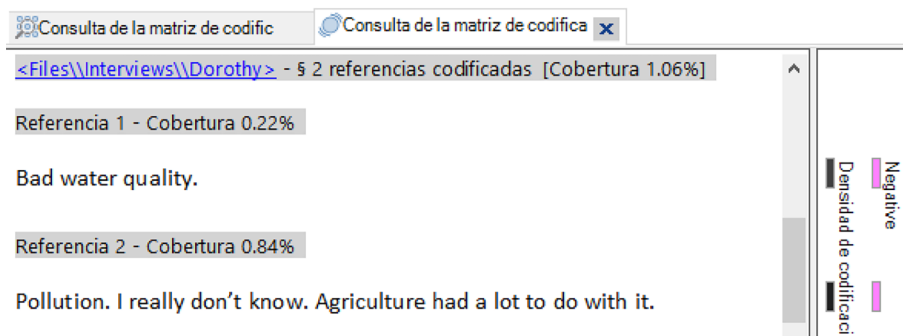 Consulta de la matriz de codific
Consulta de la matriz de codifica
<Files\\Interviews\\Dorothy> - § 2 referencias codificadas [Cobertura 1.06%]
Referencia 1 - Cobertura 0.22%
Bad water quality.
Referencia 2 - Cobertura 0.84%
Pollution. I really don't know. Agriculture had a lot to do with it.
Negative
Densidad de codificaci